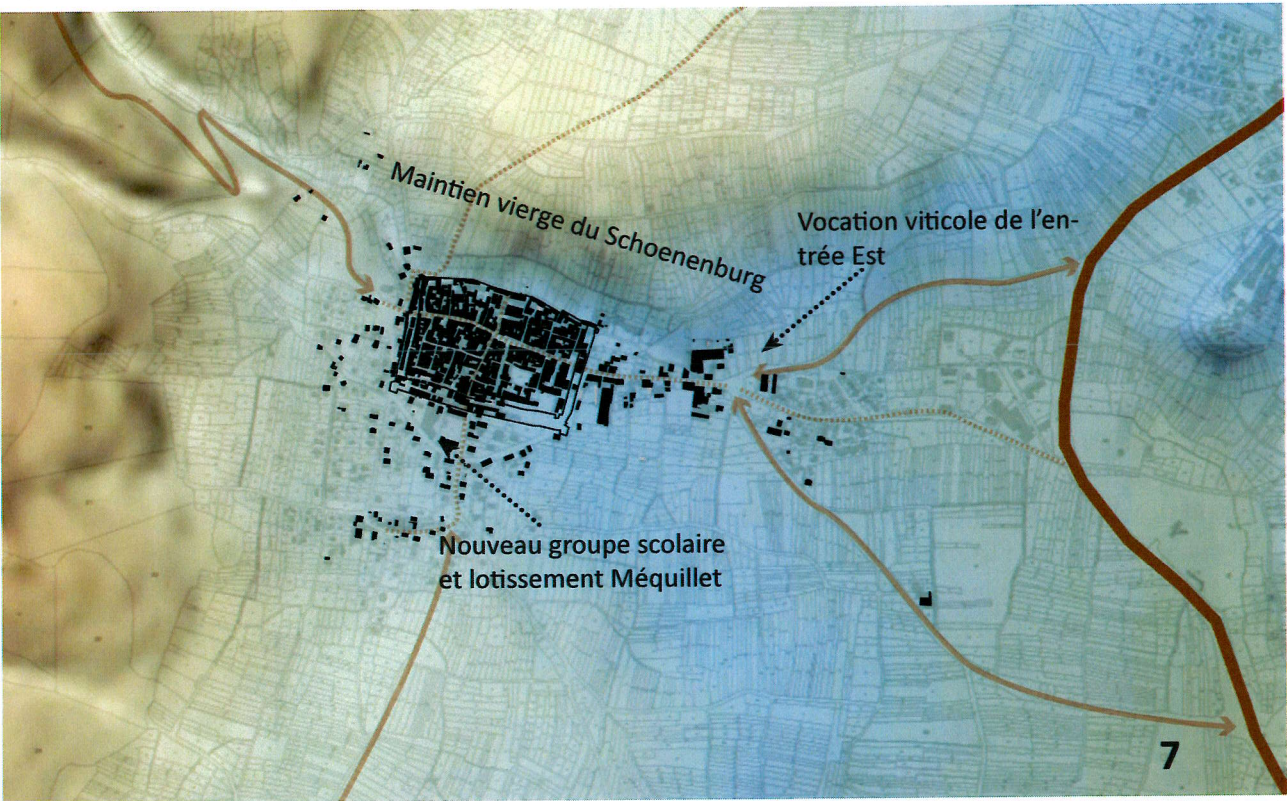 Maintien vierge du Schoenenburg
Vocation viticole de l'en-
trée Est
Nouveau groupe scolaire
et lotissement Méquillet
7